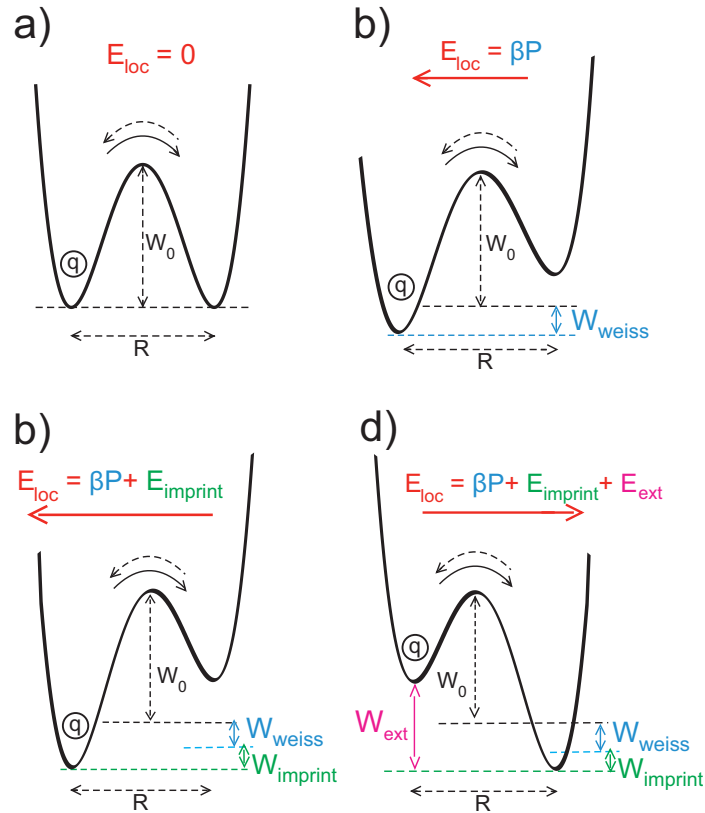 a)
E_loc = 0
W_0
q
R
b)
E_loc = βP
W_0
q
W_weiss
R
b)
E_loc = βP+ E_imprint
W_0
q
W_weiss
W_imprint
R
d)
E_loc = βP+ E_imprint+ E_ext
q
W_0
W_ext
W_weiss
W_imprint
R